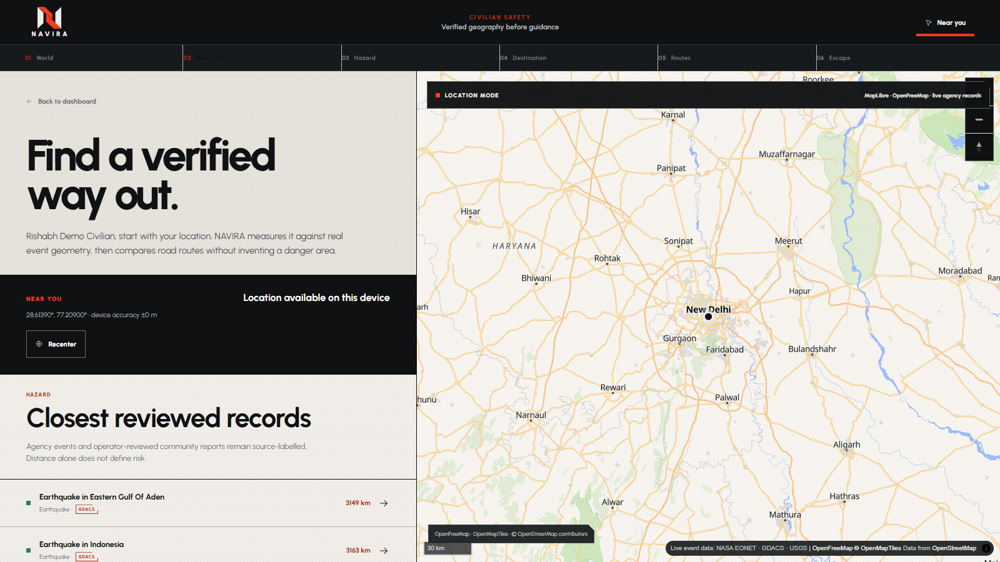 NAVIRA
CIVILIAN SAFETY
Verified geography before guidance
Near you
01 World
02 Near you
03 Hazard
04 Destination
05 Routes
06 Escape
← Back to dashboard
Find a verified
way out.
Rishabh Demo Civilian, start with your location. NAVIRA measures it against real
event geometry, then compares road routes without inventing a danger area.
NEAR YOU
Location available on this device
28.61390°, 77.20900° · device accuracy ±0 m
Recenter
HAZARD
Closest reviewed records
Agency events and operator-reviewed community reports remain source-labelled.
Distance alone does not define risk.
Earthquake in Eastern Gulf Of Aden
Earthquake · GDACS
3149 km →
Earthquake in Indonesia
Earthquake · GDACS
3163 km →
Roorkee
LOCATION MODE
MapLibre · OpenFreeMap · live agency records
Karnal
Muzaffarnagar
Panipat
Hisar
Sonipat
Meerut
HARYANA
Rohtak
Bhiwani
Moradabad
Ram
Hapur
arh
New Delhi
Gurgaon
Faridabad
Bulandshahr
Rewari
Palwal
hunu
Narnaul
Aligarh
Hathras
Alwar
Mathura
OpenFreeMap · OpenMapTiles · © OpenStreetMap contributors
30 km
Live event data: NASA EONET · GDACS · USGS | OpenFreeMap © OpenMapTiles Data from OpenStreetMap